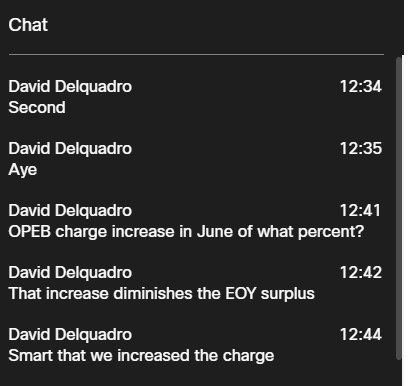 Chat
David Delquadro 12:34
Second
David Delquadro 12:35
Aye
David Delquadro 12:41
OPEB charge increase in June of what percent?
David Delquadro 12:42
That increase diminishes the EOY surplus
David Delquadro 12:44
Smart that we increased the charge